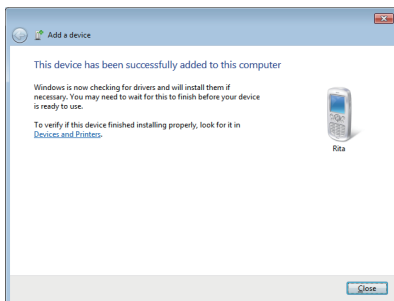 Add a device
This device has been successfully added to this computer
Windows is now checking for drivers and will install them if
necessary. You may need to wait for this to finish before your device
is ready to use.
To verify if this device finished installing properly, look for it in
Devices and Printers.
Rita
Close